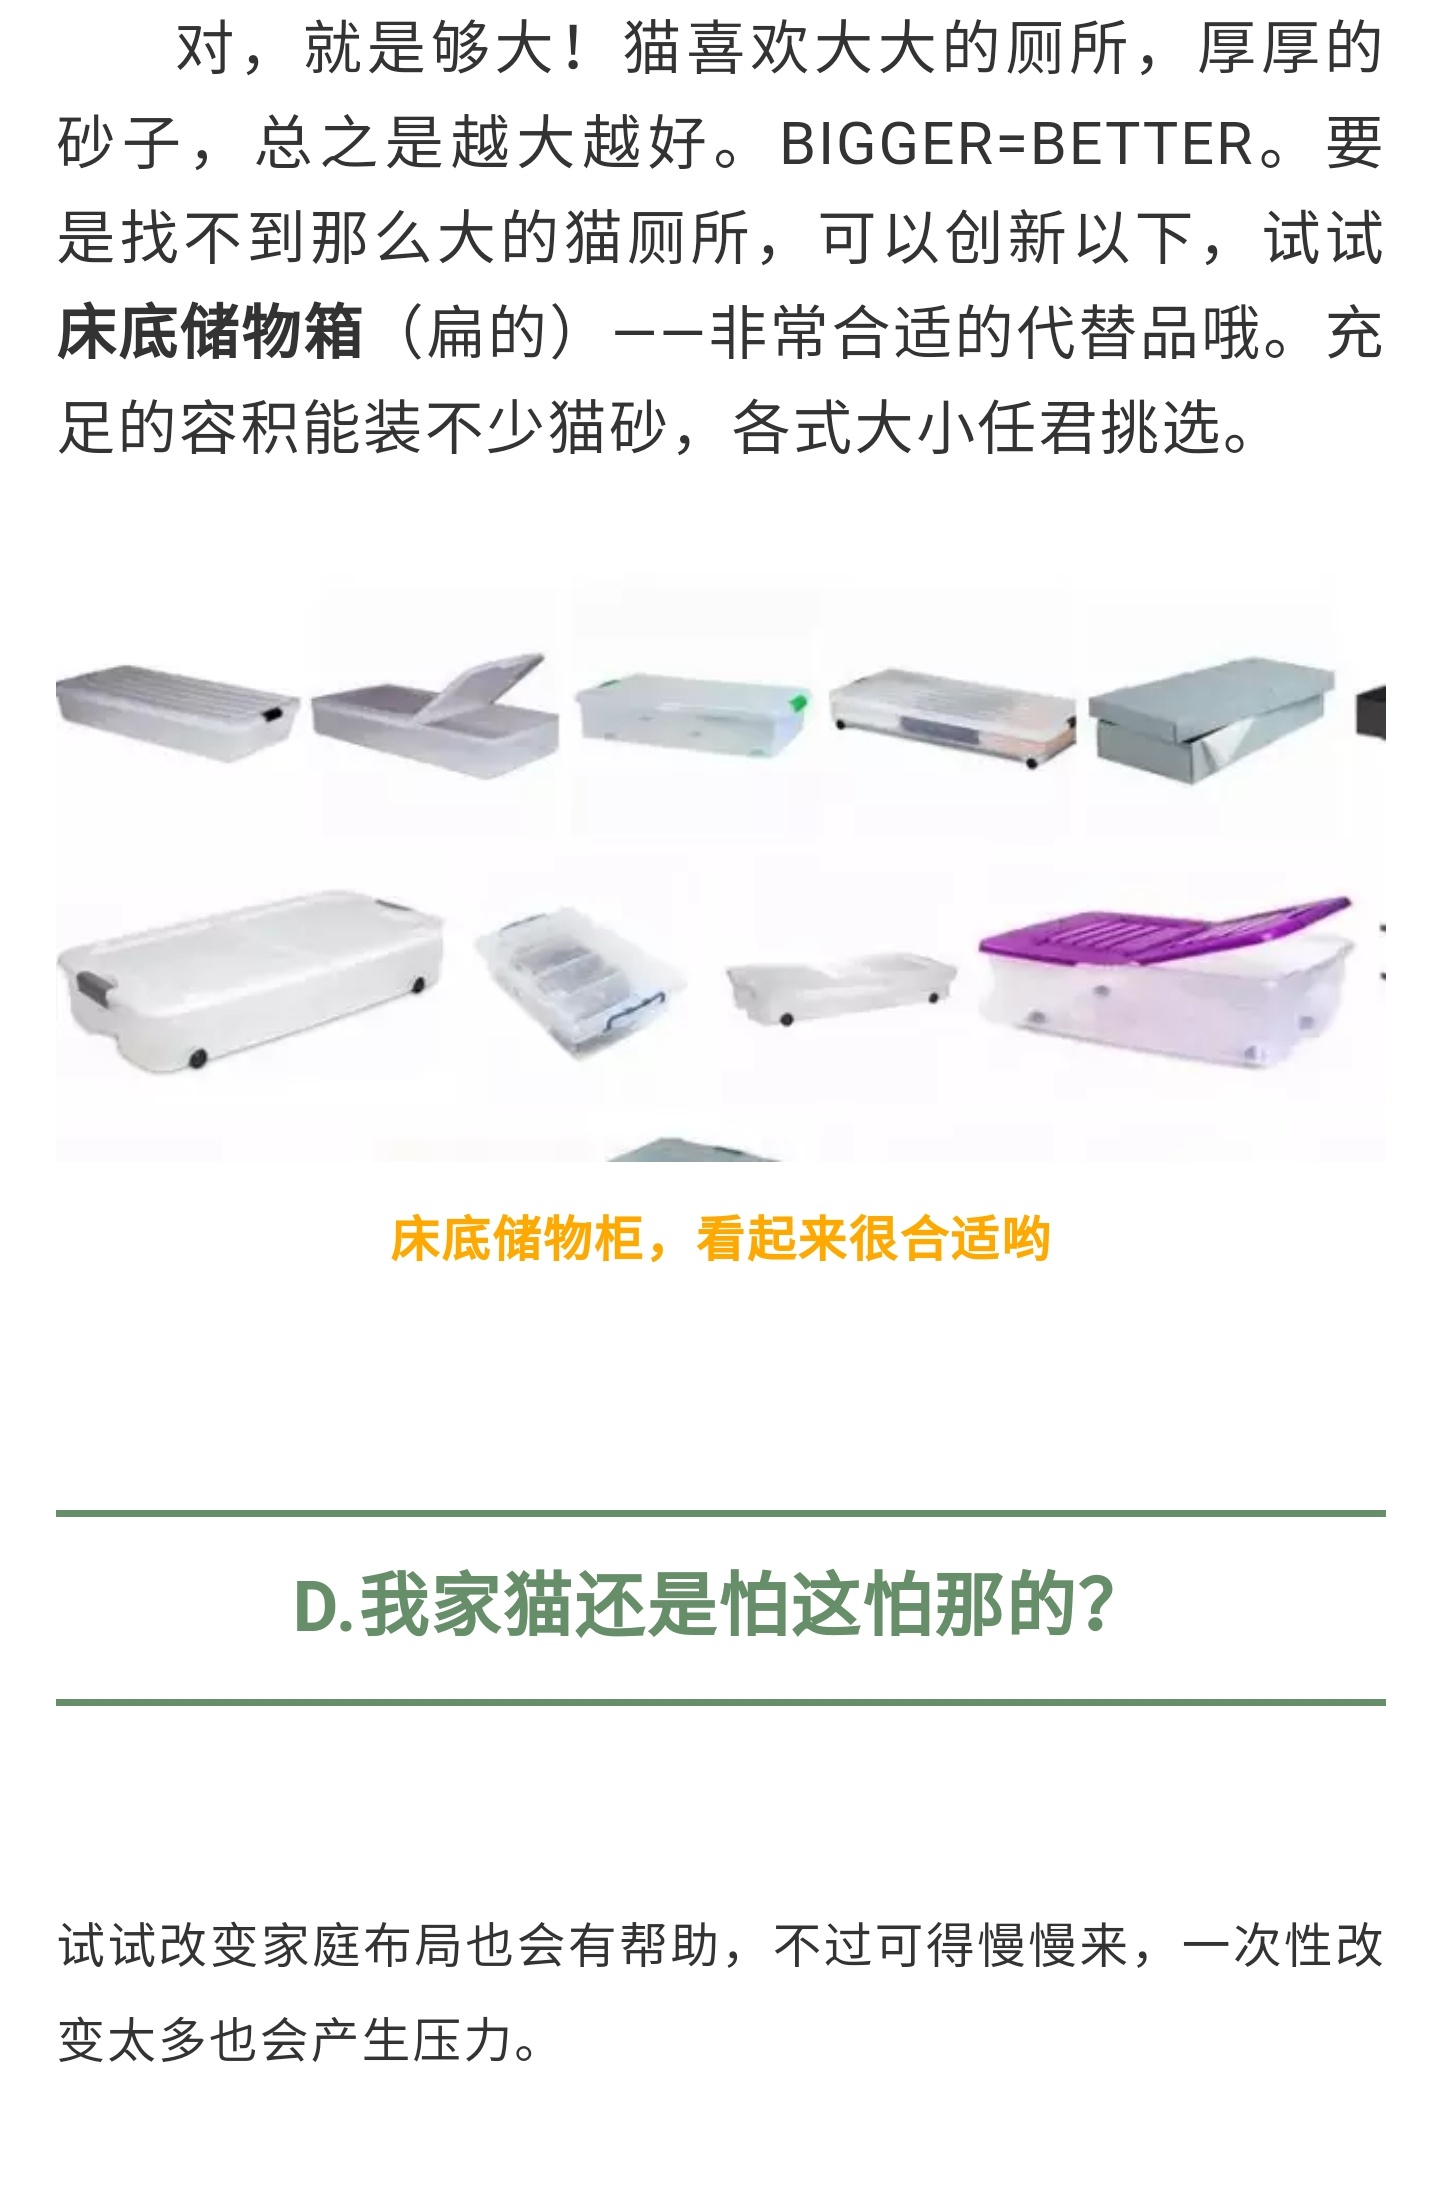 对，就是够大！猫喜欢大大的厕所，厚厚的
砂子，总之是越大越好。BIGGER=BETTER。要
是找不到那么大的猫厕所，可以创新以下，试试
床底储物箱（扁的）——非常合适的代替品哦。充
足的容积能装不少猫砂，各式大小任君挑选。
床底储物柜，看起来很合适哟
D.我家猫还是怕这怕那的？
试试改变家庭布局也会有帮助，不过可得慢慢来，一次性改
变太多也会产生压力。